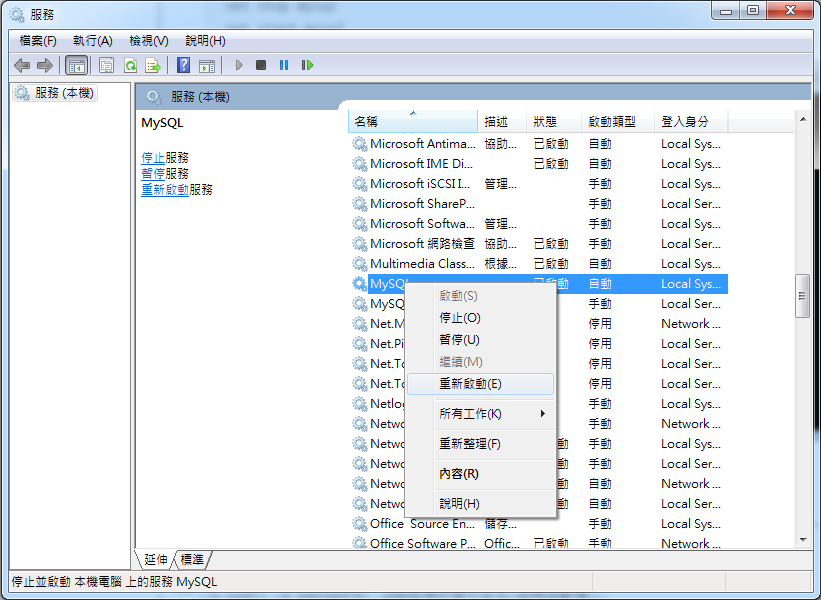 net stop mysql
net start mysql
服務
檔案(F) 執行(A) 檢視(V) 說明(H)
服務 (本機)
服務 (本機)
MySQL
停止服務
暫停服務
重新啟動服務
名稱 描述 狀態 啟動類型 登入身分
Microsoft Antima... 協助... 已啟動 自動 Local Sys...
Microsoft IME Di... 已啟動 自動 Local Sys...
Microsoft iSCSI I... 管理... 手動 Local Sys...
Microsoft ShareP... 手動 Local Ser...
Microsoft Softwa... 管理... 手動 Local Sys...
Microsoft 網路檢查 協助... 已啟動 手動 Local Ser...
Multimedia Class... 根據... 已啟動 自動 Local Sys...
MySQL 已啟動 自動 Local Sys...
MySQ 手動 Local Ser...
Net.M 停用 Network ...
Net.Pi 停用 Local Ser...
Net.Tc 停用 Local Ser...
Net.Tc 停用 Local Ser...
Netlog 手動 Local Sys...
Netwo 手動 Network ...
Netwo 動 手動 Local Sys...
Netwo 動 手動 Local Ser...
Netwo 動 自動 Network ...
Netwo 動 自動 Local Ser...
Office Source En... 儲存... 手動 Local Sys...
Office Software P... Offic... 已啟動 手動 Network ...
啟動(S)
停止(O)
暫停(U)
繼續(M)
重新啟動(E)
所有工作(K)
重新整理(F)
內容(R)
說明(H)
延伸 標準
停止並啟動 本機電腦 上的服務 MySQL